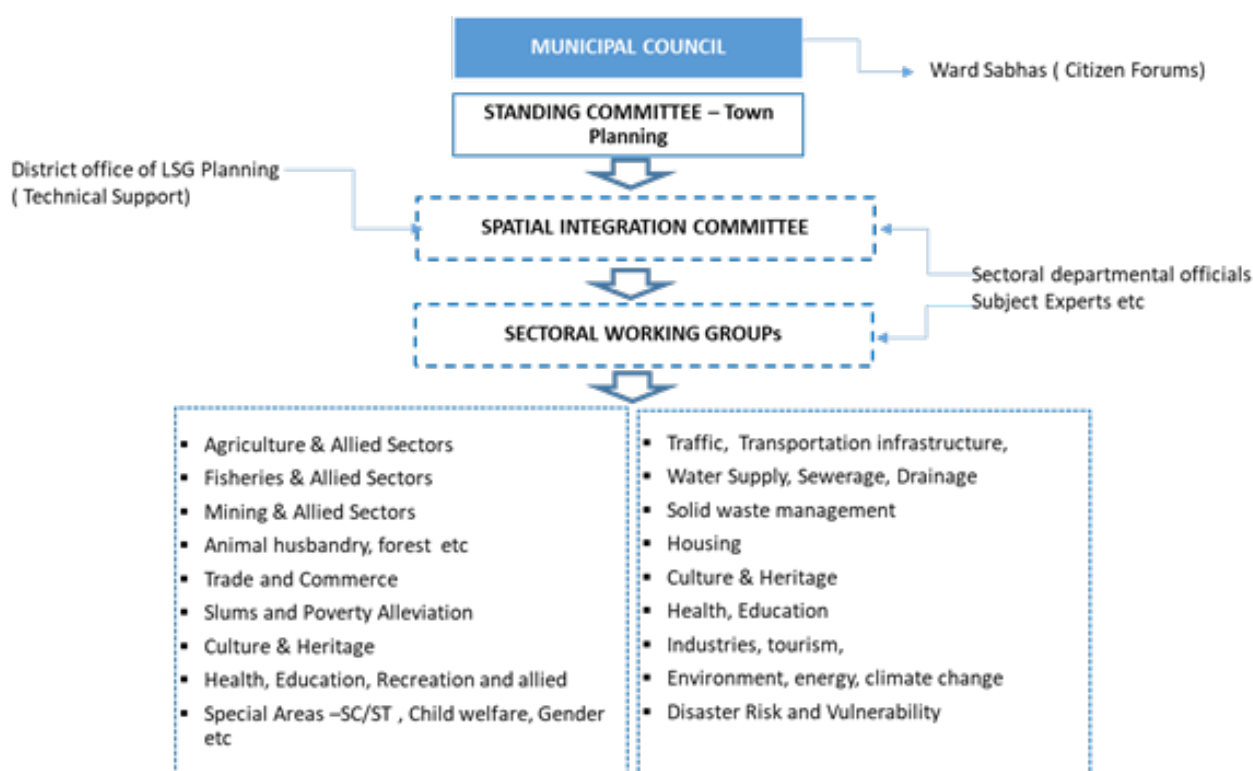 MUNICIPAL COUNCIL
Ward Sabhas ( Citizen Forums)
STANDING COMMITTEE – Town
Planning
District office of LSG Planning
( Technical Support)
SPATIAL INTEGRATION COMMITTEE
Sectoral departmental officials
Subject Experts etc
SECTORAL WORKING GROUPs
▪ Agriculture & Allied Sectors
▪ Fisheries & Allied Sectors
▪ Mining & Allied Sectors
▪ Animal husbandry, forest etc
▪ Trade and Commerce
▪ Slums and Poverty Alleviation
▪ Culture & Heritage
▪ Health, Education, Recreation and allied
▪ Special Areas –SC/ST , Child welfare, Gender
etc
▪ Traffic, Transportation infrastructure,
▪ Water Supply, Sewerage, Drainage
▪ Solid waste management
▪ Housing
▪ Culture & Heritage
▪ Health, Education
▪ Industries, tourism,
▪ Environment, energy, climate change
▪ Disaster Risk and Vulnerability